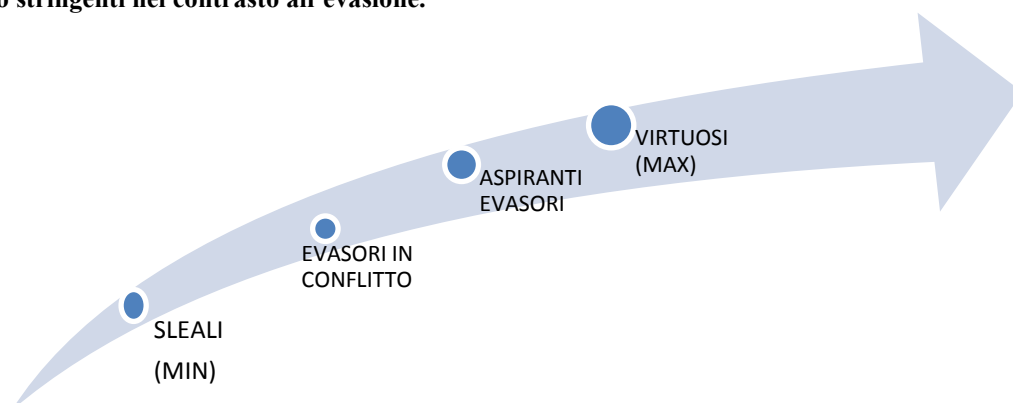 stringenti nel contrasto all'evasione.
VIRTUOSI
(MAX)
ASPIRANTI
EVASORI
EVASORI IN
CONFLITTO
SLEALI
(MIN)